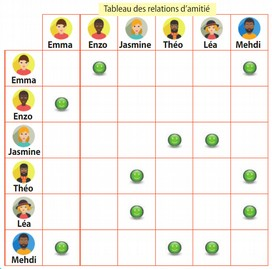 Tableau des relations d'amitié
Emma Enzo Jasmine Théo Léa Mehdi
Emma
Enzo
Jasmine
Théo
Léa
Mehdi